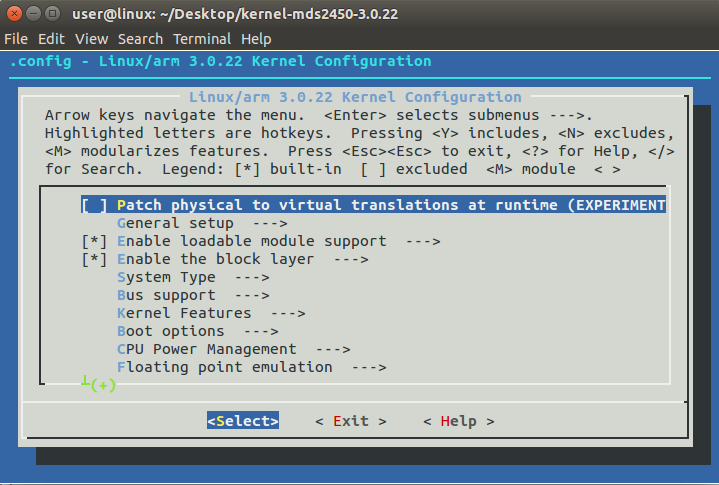 user@linux: ~/Desktop/kernel-mds2450-3.0.22
File Edit View Search Terminal Help
.config - Linux/arm 3.0.22 Kernel Configuration
Linux/arm 3.0.22 Kernel Configuration
Arrow keys navigate the menu. <Enter> selects submenus --->.
Highlighted letters are hotkeys. Pressing <Y> includes, <N> excludes,
<M> modularizes features. Press <Esc><Esc> to exit, <?> for Help, </>
for Search. Legend: [*] built-in [ ] excluded <M> module < >
[ ] Patch physical to virtual translations at runtime (EXPERIMENT
General setup --->
[*] Enable loadable module support --->
[*] Enable the block layer --->
System Type --->
Bus support --->
Kernel Features --->
Boot options --->
CPU Power Management --->
Floating point emulation --->
┴(+)
<Select> < Exit > < Help >